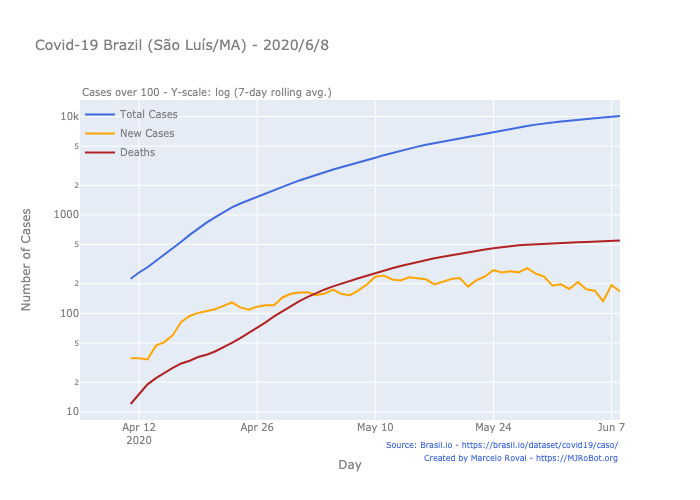 Covid-19 Brazil (São Luís/MA) - 2020/6/8
Cases over 100 - Y-scale: log (7-day rolling avg.)
Total Cases
New Cases
Deaths
10k
5
2
1000
5
2
100
5
2
10
Number of Cases
Apr 12 Apr 26 May 10 May 24 Jun 7
2020
Day
Source: Brasil.io - https://brasil.io/dataset/covid19/caso/
Created by Marcelo Rovai - https://MJRoBot.org